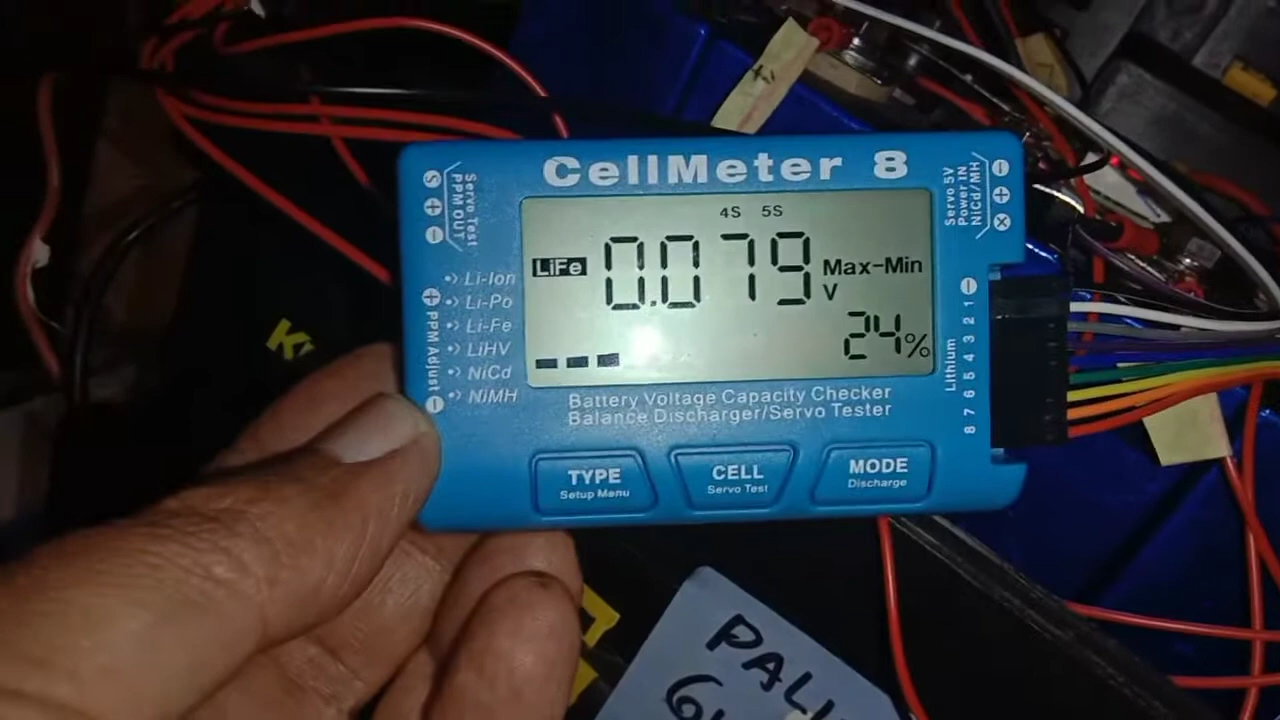 CellMeter 8
Servo Test
PPM OUT
S
+
−
Servo 5V
Power IN
NiCd/MH
−
+
×
4S 5S
LiFe
0.079
Max-Min
V
24%
Li-Ion
Li-Po
Li-Fe
LiHV
NiCd
NiMH
+ PPM Adjust −
Lithium
8 7 6 5 4 3 2 1 −
Battery Voltage Capacity Checker
Balance Discharger/Servo Tester
TYPE
Setup Menu
CELL
Servo Test
MODE
Discharge